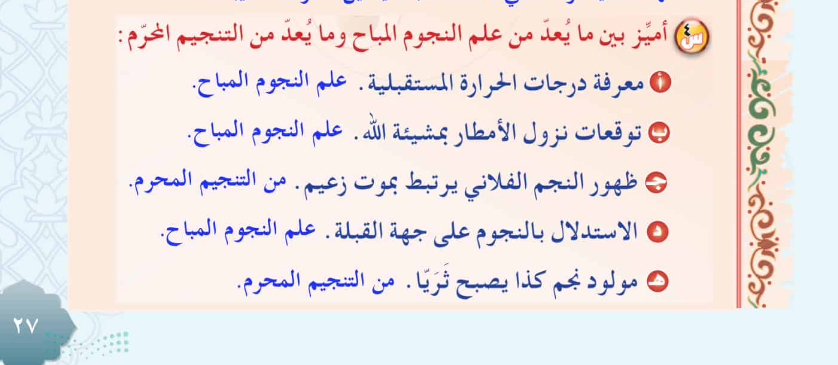 س٤ أميِّز بين ما يُعدّ من علم النجوم المباح وما يُعدّ من التنجيم المحرّم:
أ معرفة درجات الحرارة المستقبلية. علم النجوم المباح.
ب توقعات نزول الأمطار بمشيئة الله. علم النجوم المباح.
ج ظهور النجم الفلاني يرتبط بموت زعيم. من التنجيم المحرم.
د الاستدلال بالنجوم على جهة القبلة. علم النجوم المباح.
هـ مولود نجم كذا يصبح ثَرَيّا. من التنجيم المحرم.
٢٧